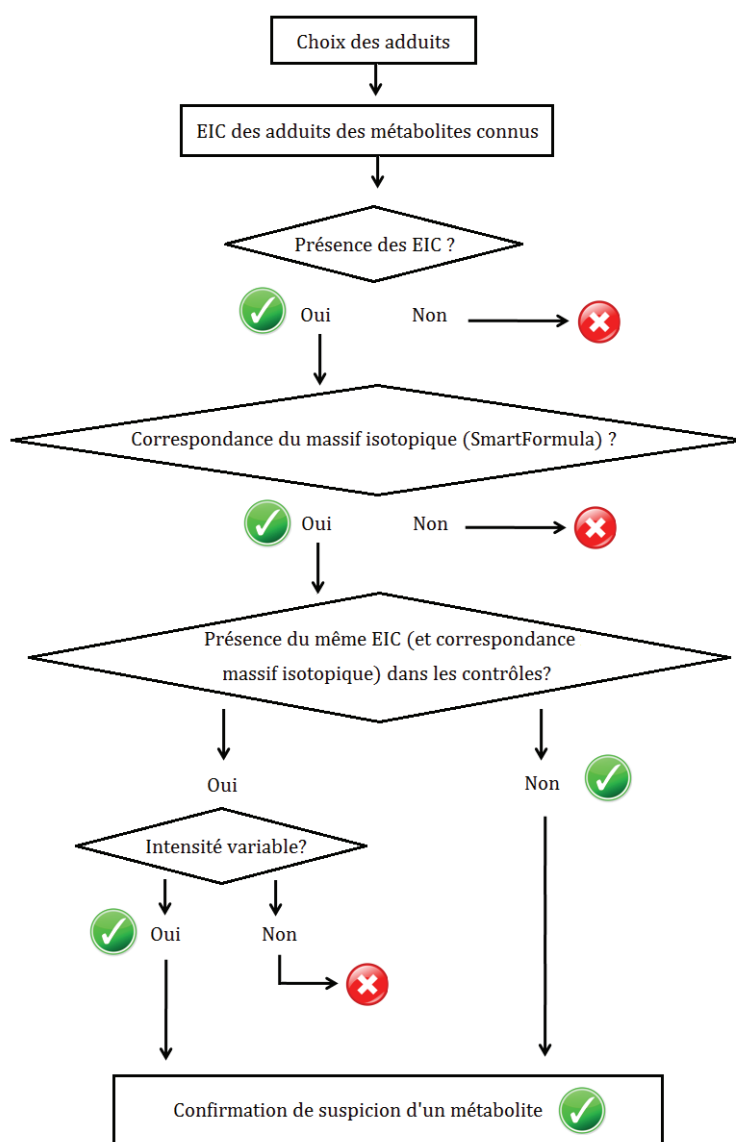 Choix des adduits
EIC des adduits des métabolites connus
Présence des EIC ?
Oui
Non
Correspondance du massif isotopique (SmartFormula) ?
Oui
Non
Présence du même EIC (et correspondance
massif isotopique) dans les contrôles?
Oui
Non
Intensité variable?
Oui
Non
Confirmation de suspicion d'un métabolite